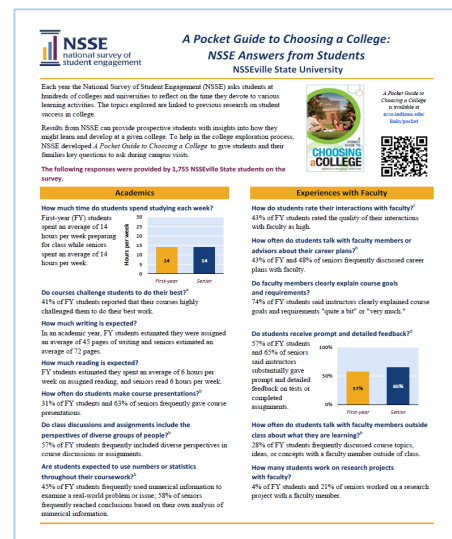 NSSE
national survey of
student engagement
A Pocket Guide to Choosing a College:
NSSE Answers from Students
NSSEville State University
Each year the National Survey of Student Engagement (NSSE) asks students at
hundreds of colleges and universities to reflect on the time they devote to various
learning activities. The topics explored are linked to previous research on student
success in college.
Results from NSSE can provide prospective students with insights into how they
might learn and develop at a given college. To help in the college exploration process,
NSSE developed A Pocket Guide to Choosing a College to give students and their
families key questions to ask during campus visits.
CHOOSING
aCOLLEGE
A Pocket Guide to
Choosing a College
is available at
nsse.indiana.edu/
links/pocket
The following responses were provided by 1,755 NSSEville State students on the
survey.
Academics
How much time do students spend studying each week?
First-year (FY) students
spent an average of 14
hours per week preparing
for class while seniors
spent an average of 14
hours per week.
Hours per week
30
25
20
15
10
5
0
14
14
First-year
Senior
Do courses challenge students to do their best?ᵃ
41% of FY students reported that their courses highly
challenged them to do their best work.
How much writing is expected?
In an academic year, FY students estimated they were assigned
an average of 45 pages of writing and seniors estimated an
average of 72 pages.
How much reading is expected?
FY students estimated they spent an average of 6 hours per
week on assigned reading, and seniors read 6 hours per week.
How often do students make course presentations?ᵇ
31% of FY students and 63% of seniors frequently gave course
presentations.
Do class discussions and assignments include the
perspectives of diverse groups of people?ᵇ
57% of FY students frequently included diverse perspectives in
course discussions or assignments.
Are students expected to use numbers or statistics
throughout their coursework?ᵇ
45% of FY students frequently used numerical information to
examine a real-world problem or issue; 58% of seniors
frequently reached conclusions based on their own analysis of
numerical information.
Experiences with Faculty
How do students rate their interactions with faculty?ᶜ
43% of FY students rated the quality of their interactions
with faculty as high.
How often do students talk with faculty members or
advisors about their career plans?ᵇ
43% of FY and 48% of seniors frequently discussed career
plans with faculty.
Do faculty members clearly explain course goals
and requirements?
74% of FY students said instructors clearly explained course
goals and requirements "quite a bit" or "very much."
Do students receive prompt and detailed feedback?ᵈ
57% of FY students
and 65% of seniors
said instructors
substantially gave
prompt and detailed
feedback on tests or
completed
assignments.
100%
50%
0%
57%
65%
First-year
Senior
How often do students talk with faculty members outside
class about what they are learning?ᵇ
28% of FY students frequently discussed course topics,
ideas, or concepts with a faculty member outside of class.
How many students work on research projects
with faculty?
4% of FY students and 21% of seniors worked on a research
project with a faculty member.